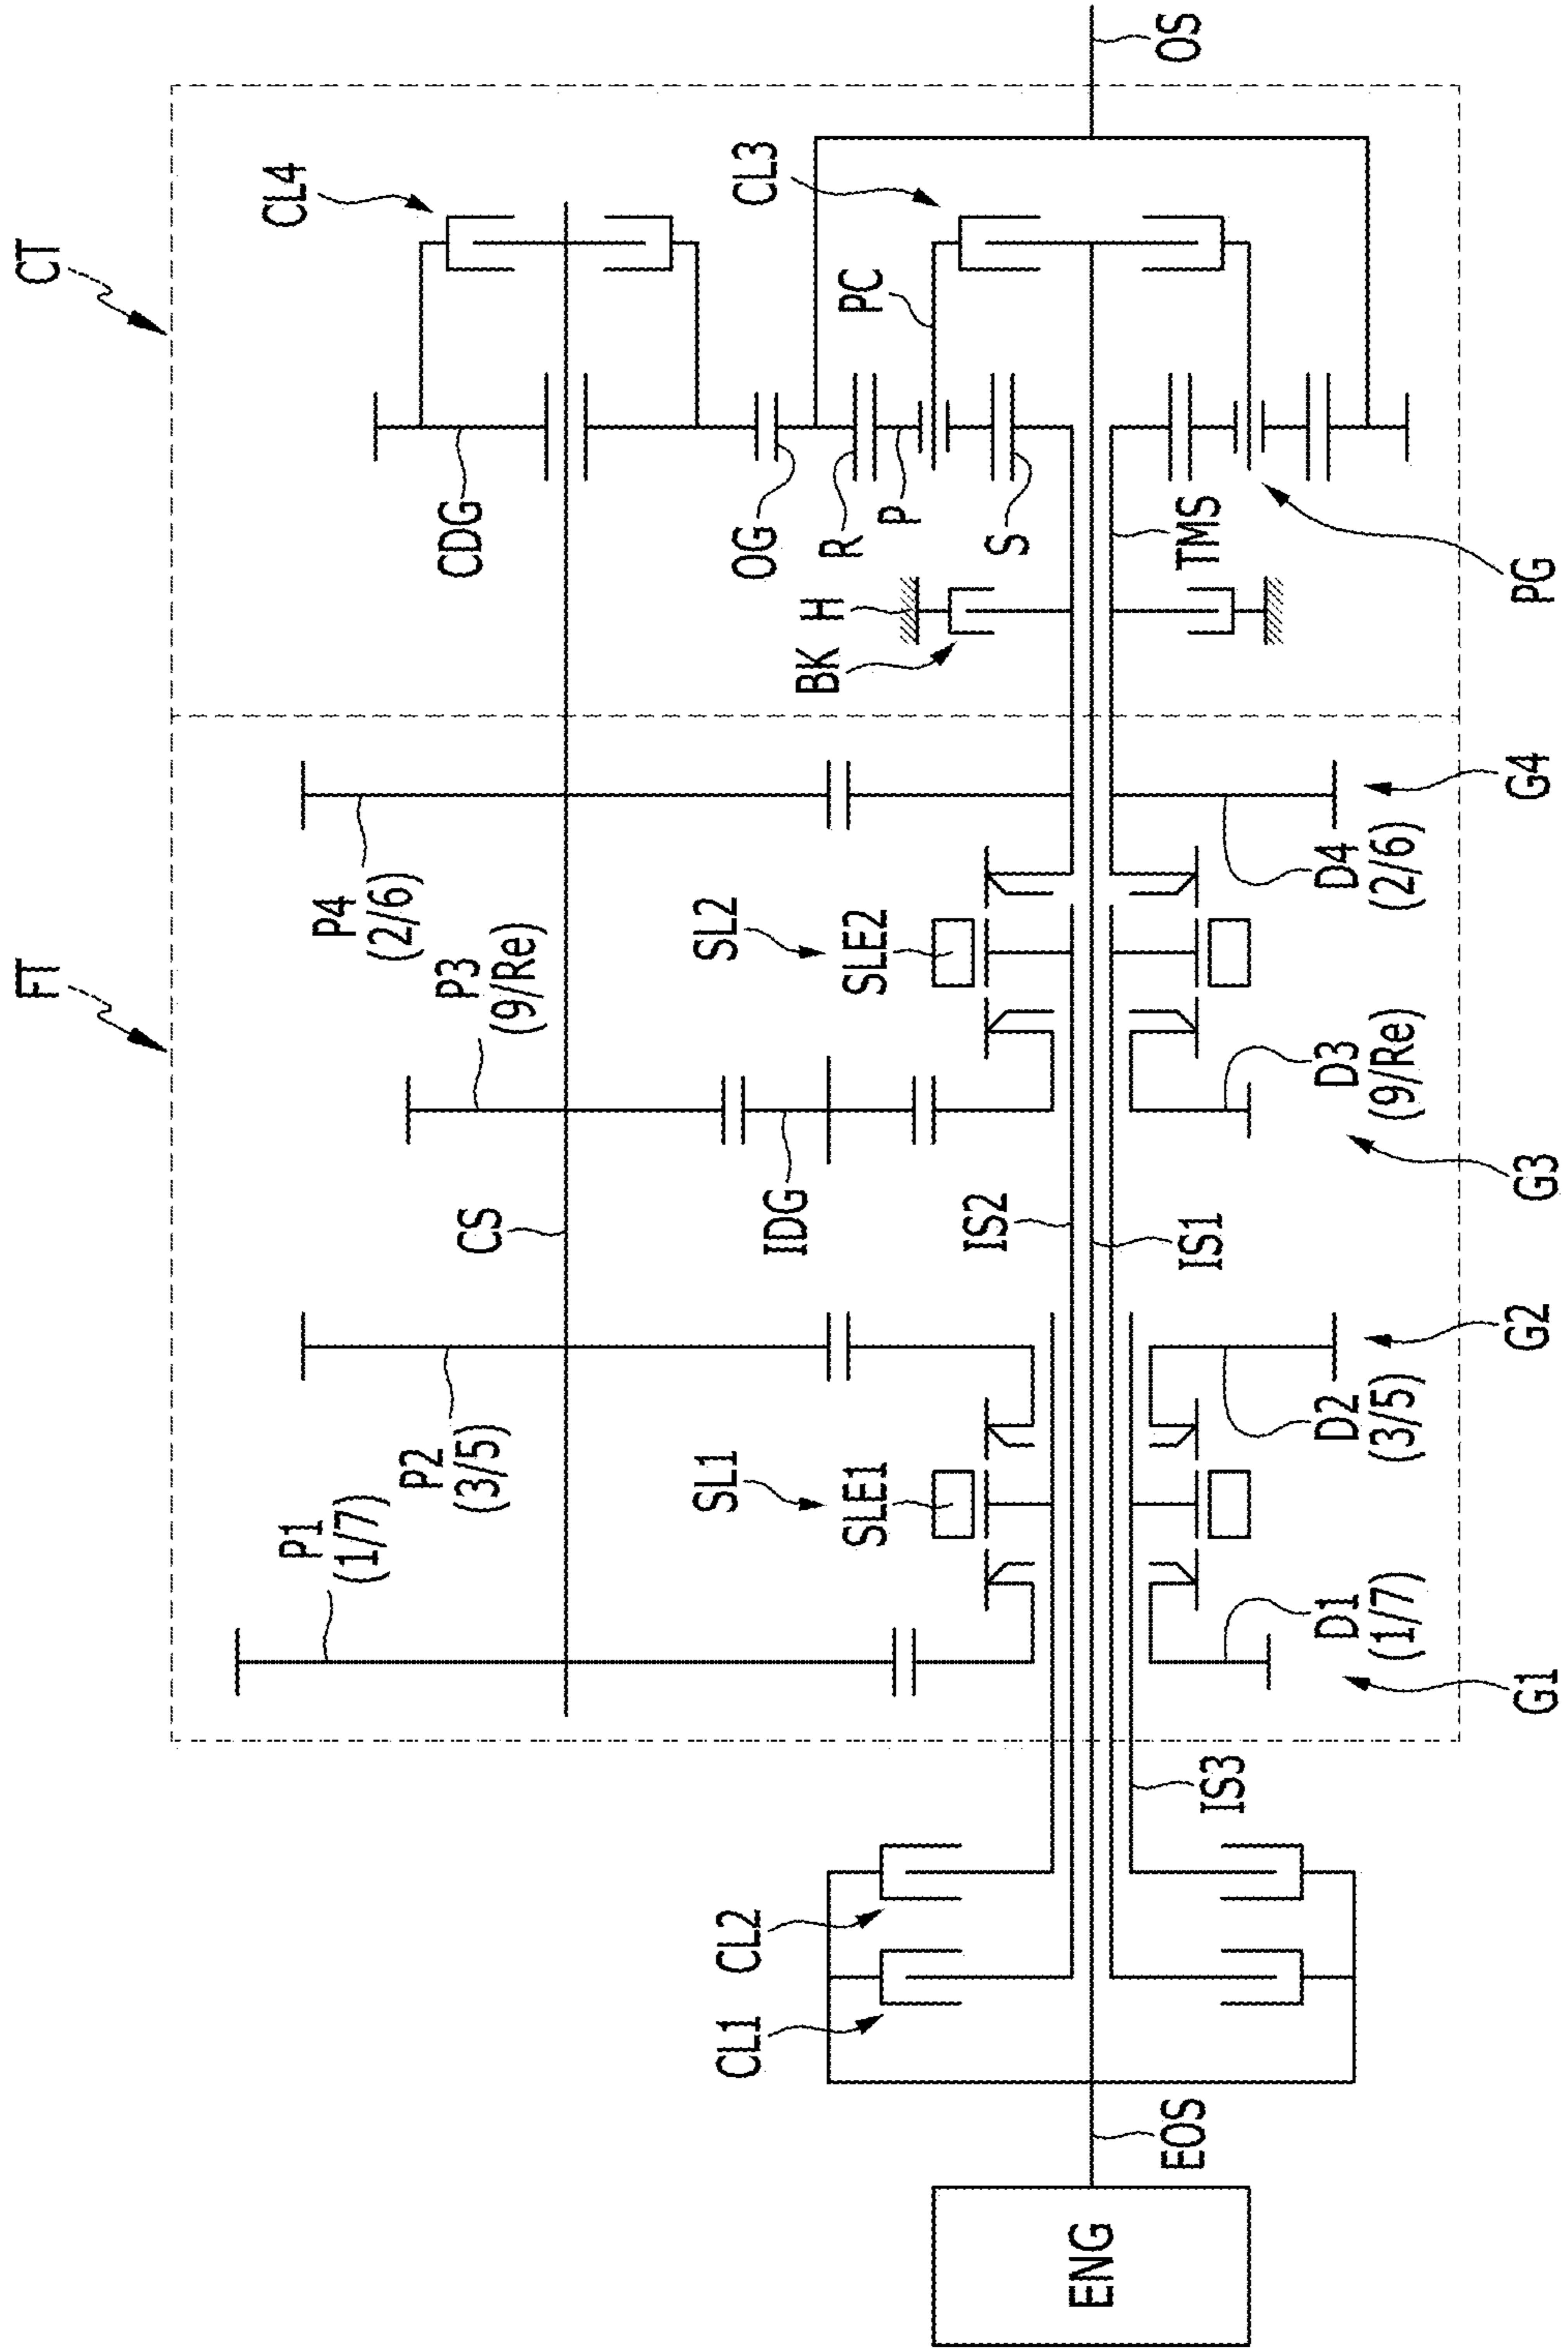 FT
CT
P1
(1/7)
P2
(3/5)
P3
(9/Re)
P4
(2/6)
CL4
CS
CDG
IDG
OG
CL3
SL1
SL2
SLE1
SLE2
R
P
PC
BK
H
S
CL1
CL2
IS2
IS1
TMS
OS
ENG
EOS
IS3
D1
(1/7)
D2
(3/5)
D3
(9/Re)
D4
(2/6)
G1
G2
G3
G4
PG